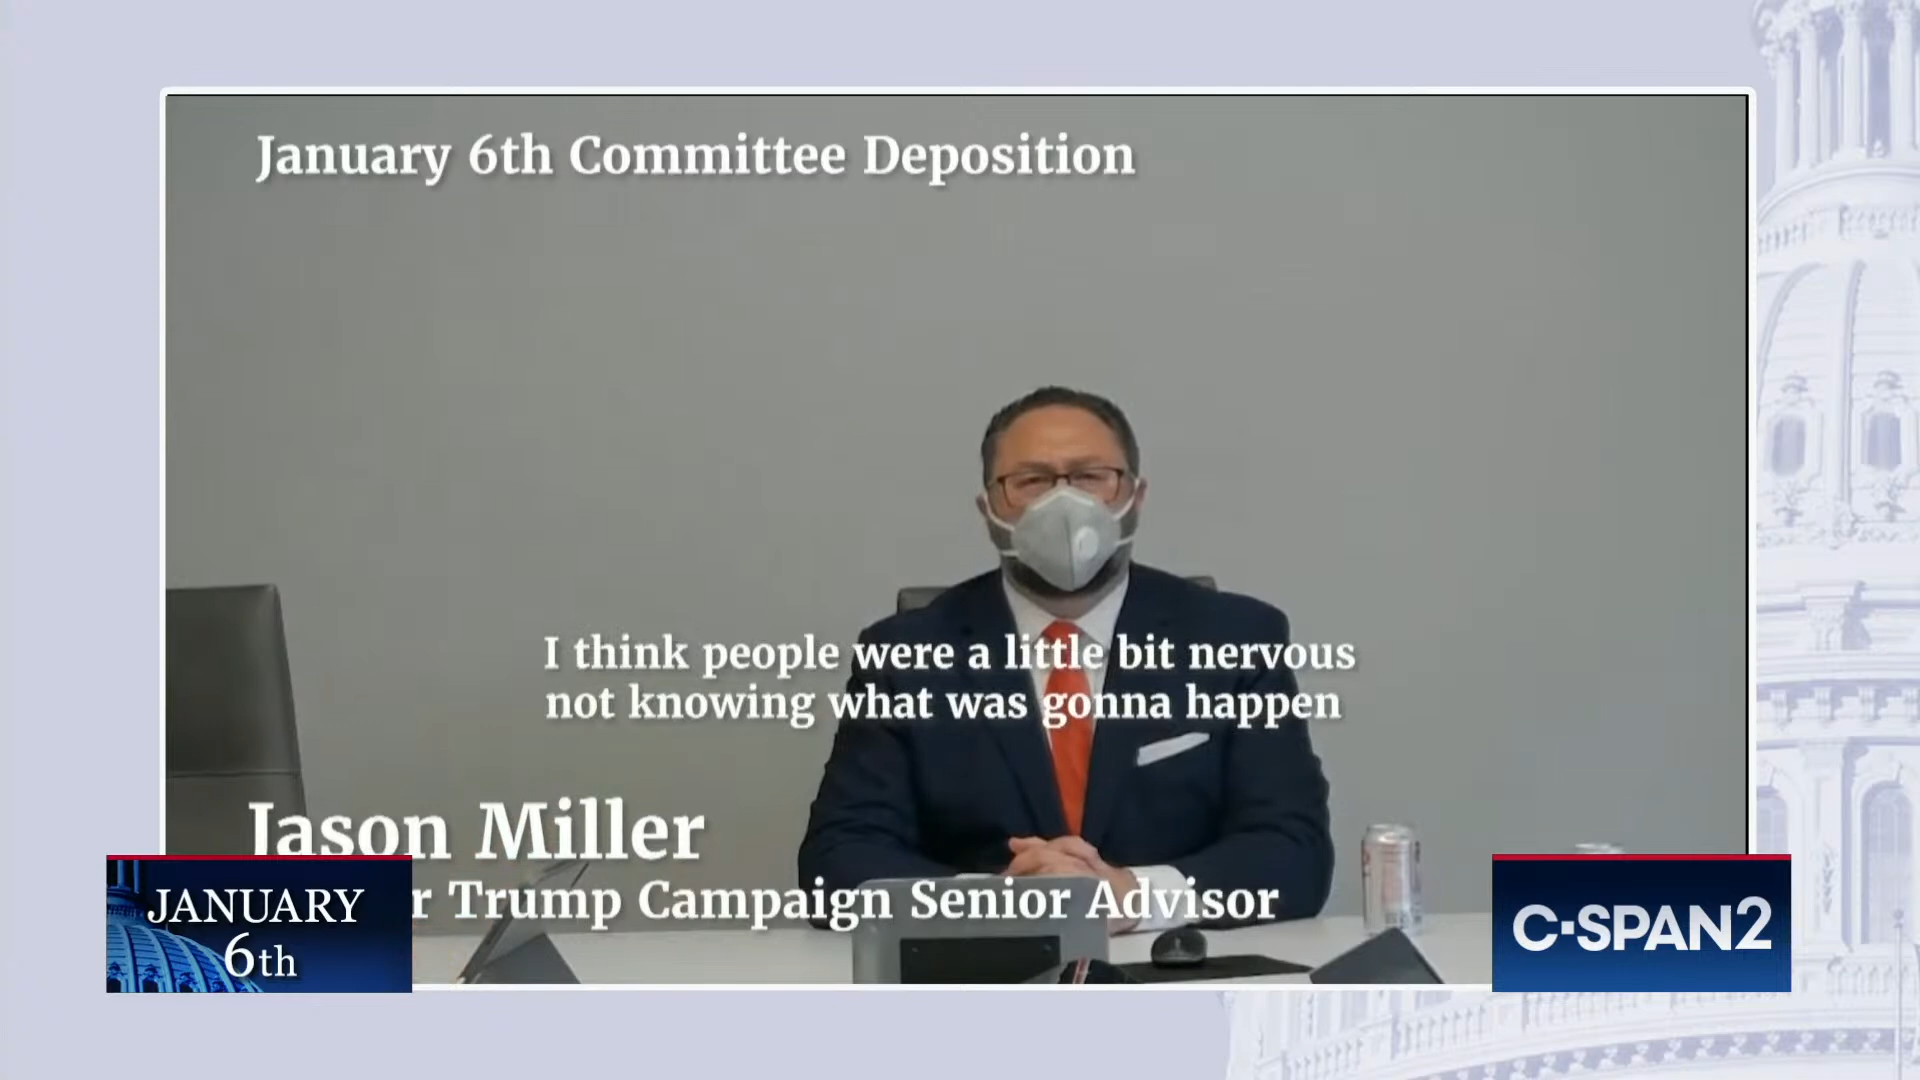 January 6th Committee Deposition
I think people were a little bit nervous
not knowing what was gonna happen
Jason Miller
r Trump Campaign Senior Advisor
JANUARY
6th
C-SPAN2